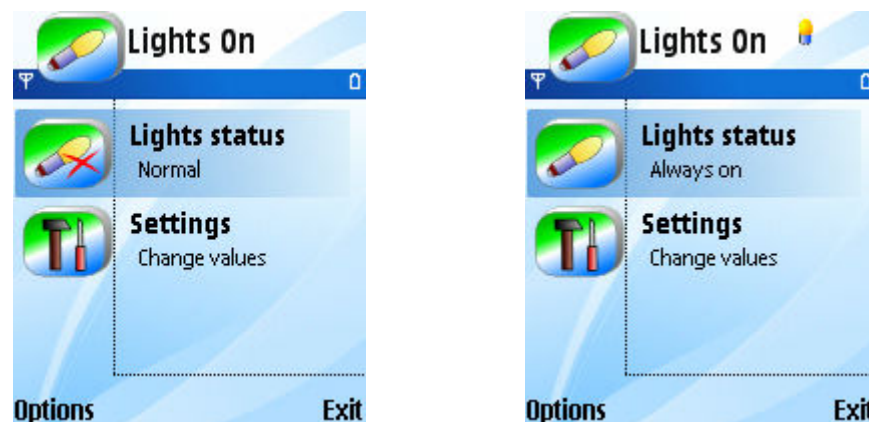 Lights On
Lights status
Normal
Settings
Change values
Options Exit
Lights On
Lights status
Always on
Settings
Change values
Options Exit